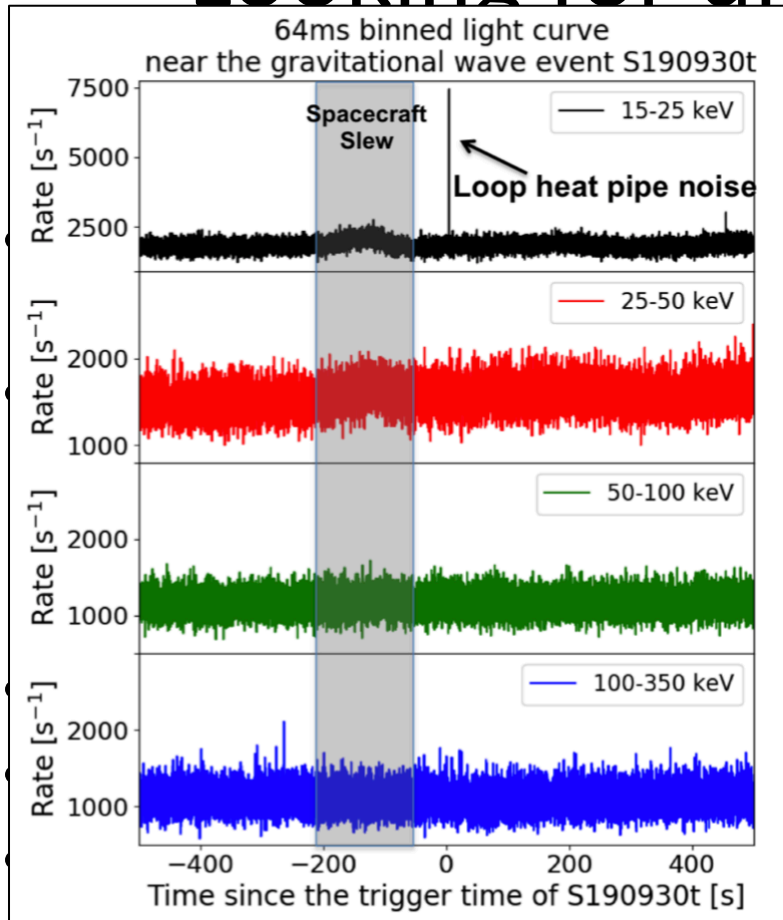 64ms binned light curve
near the gravitational wave event S190930t
7500
Spacecraft
Slew
15-25 keV
5000
Loop heat pipe noise
2500
Rate [s⁻¹]
25-50 keV
2000
1000
Rate [s⁻¹]
50-100 keV
2000
1000
Rate [s⁻¹]
100-350 keV
2000
1000
Rate [s⁻¹]
−400 −200 0 200 400
Time since the trigger time of S190930t [s]